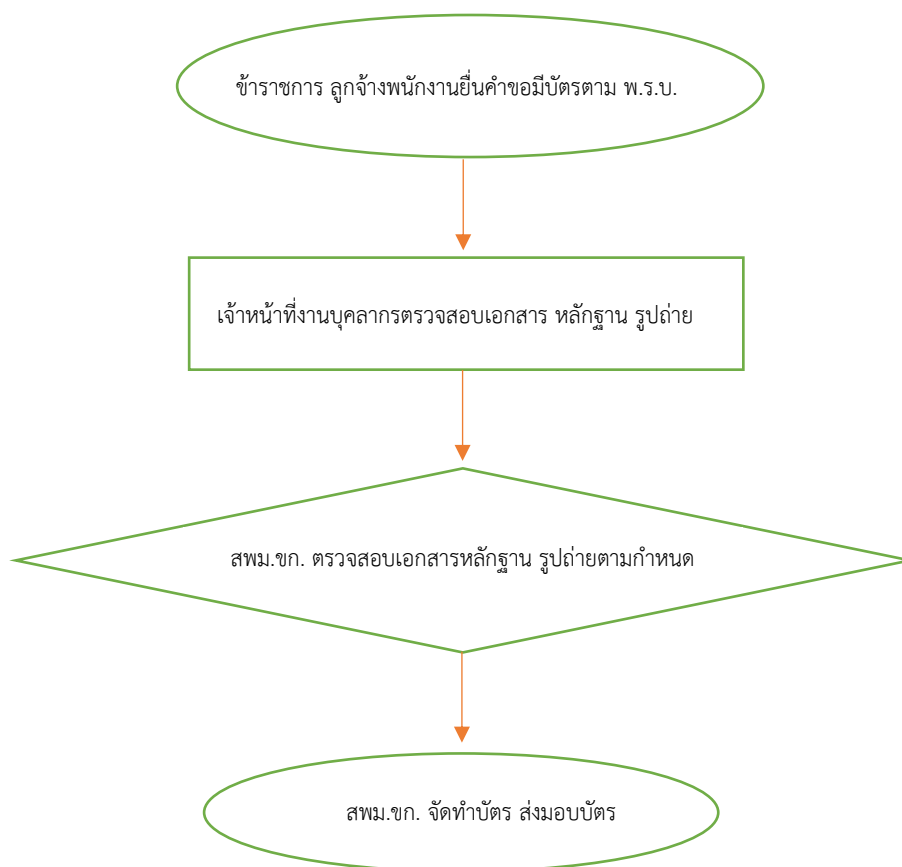 ข้าราชการ ลูกจ้างพนักงานยื่นคำขอมีบัตรตาม พ.ร.บ.
เจ้าหน้าที่งานบุคลากรตรวจสอบเอกสาร หลักฐาน รูปถ่าย
สพม.ขก. ตรวจสอบเอกสารหลักฐาน รูปถ่ายตามกำหนด
สพม.ขก. จัดทำบัตร ส่งมอบบัตร